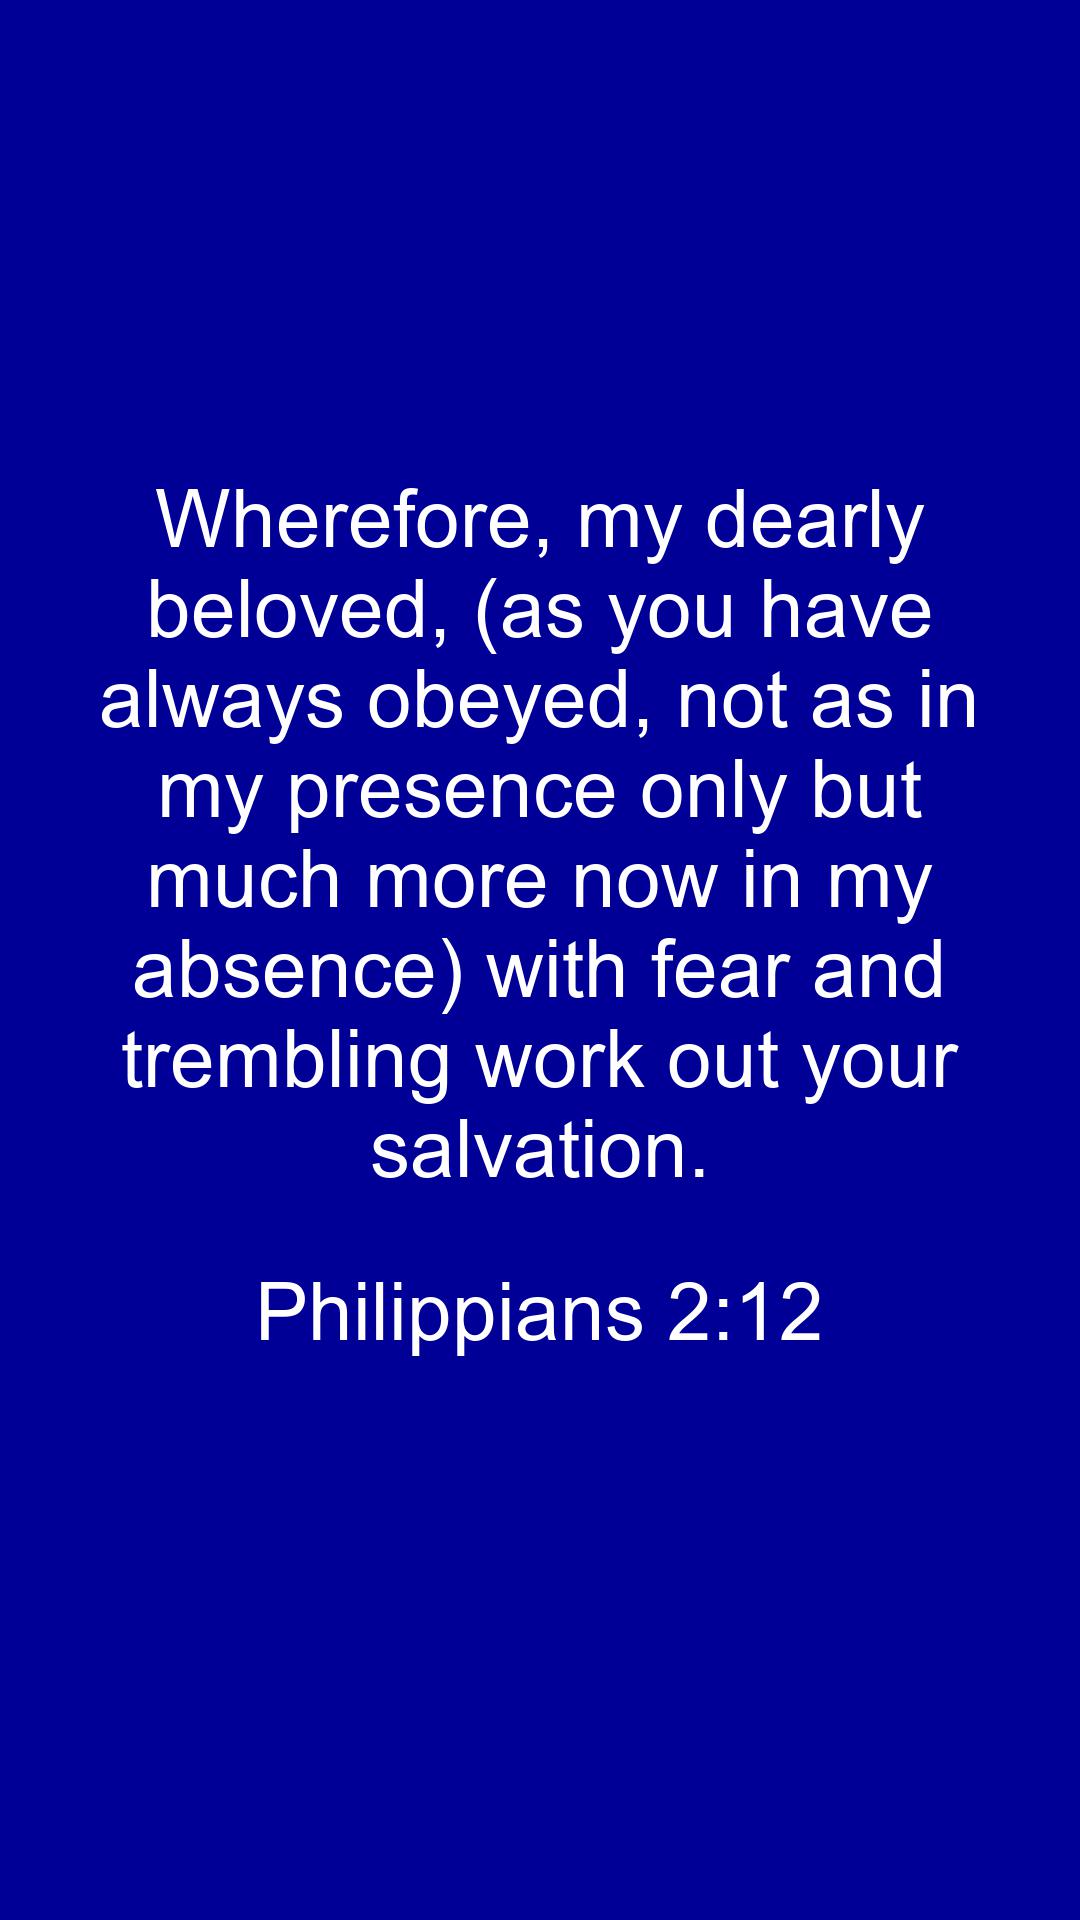 Wherefore, my dearly
beloved, (as you have
always obeyed, not as in
my presence only but
much more now in my
absence) with fear and
trembling work out your
salvation.
Philippians 2:12